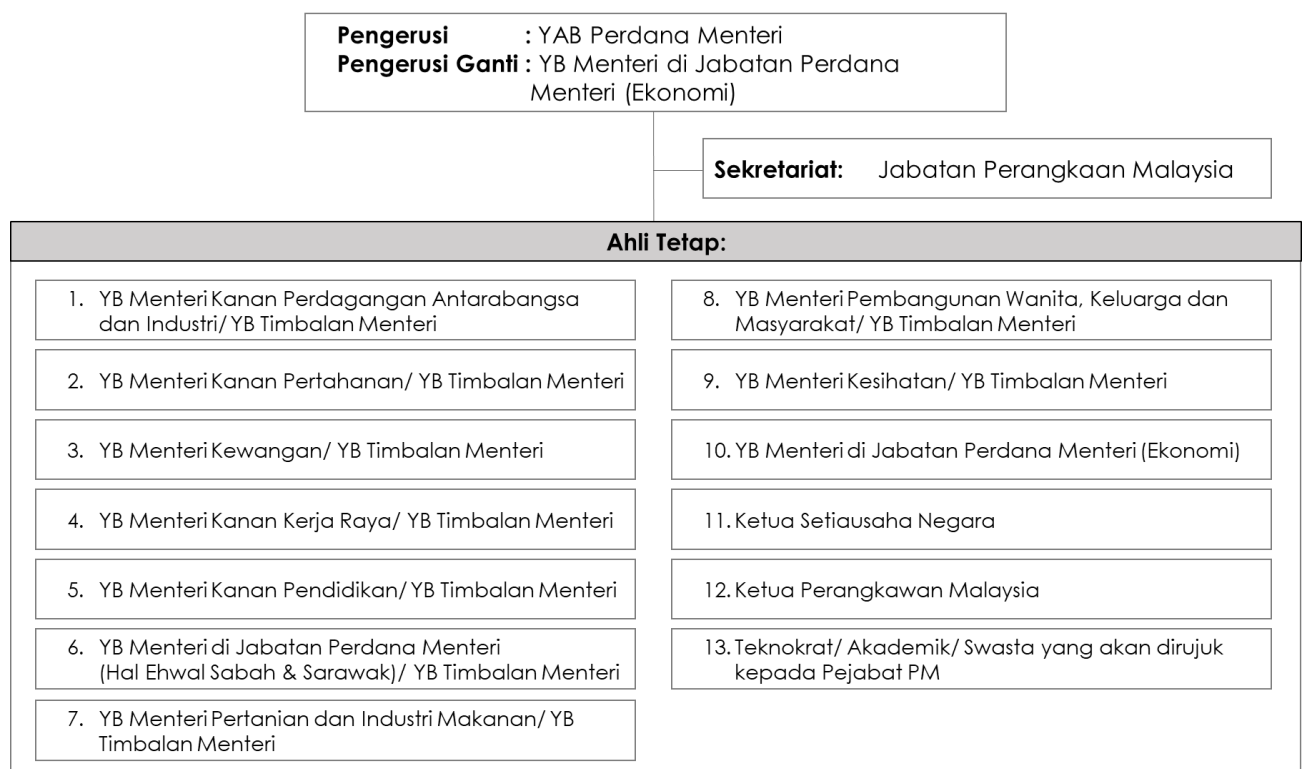 Pengerusi : YAB Perdana Menteri
Pengerusi Ganti : YB Menteri di Jabatan Perdana
Menteri (Ekonomi)
Sekretariat: Jabatan Perangkaan Malaysia
Ahli Tetap:
1. YB Menteri Kanan Perdagangan Antarabangsa
dan Industri/ YB Timbalan Menteri
2. YB Menteri Kanan Pertahanan/ YB Timbalan Menteri
3. YB Menteri Kewangan/ YB Timbalan Menteri
4. YB Menteri Kanan Kerja Raya/ YB Timbalan Menteri
5. YB Menteri Kanan Pendidikan/ YB Timbalan Menteri
6. YB Menteri di Jabatan Perdana Menteri
(Hal Ehwal Sabah & Sarawak)/ YB Timbalan Menteri
7. YB Menteri Pertanian dan Industri Makanan/ YB
Timbalan Menteri
8. YB Menteri Pembangunan Wanita, Keluarga dan
Masyarakat/ YB Timbalan Menteri
9. YB Menteri Kesihatan/ YB Timbalan Menteri
10. YB Menteri di Jabatan Perdana Menteri (Ekonomi)
11. Ketua Setiausaha Negara
12. Ketua Perangkawan Malaysia
13. Teknokrat/ Akademik/ Swasta yang akan dirujuk
kepada Pejabat PM